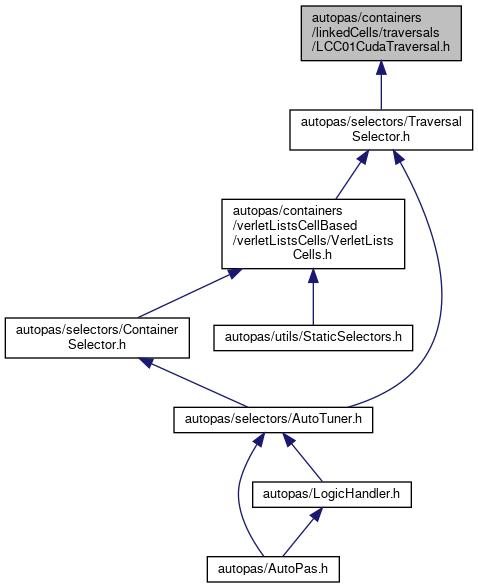 autopas/containers
/linkedCells/traversals
/LCC01CudaTraversal.h
autopas/selectors/Traversal
Selector.h
autopas/containers
/verletListsCellBased
/verletListsCells/VerletLists
Cells.h
autopas/selectors/Container
Selector.h
autopas/utils/StaticSelectors.h
autopas/selectors/AutoTuner.h
autopas/LogicHandler.h
autopas/AutoPas.h